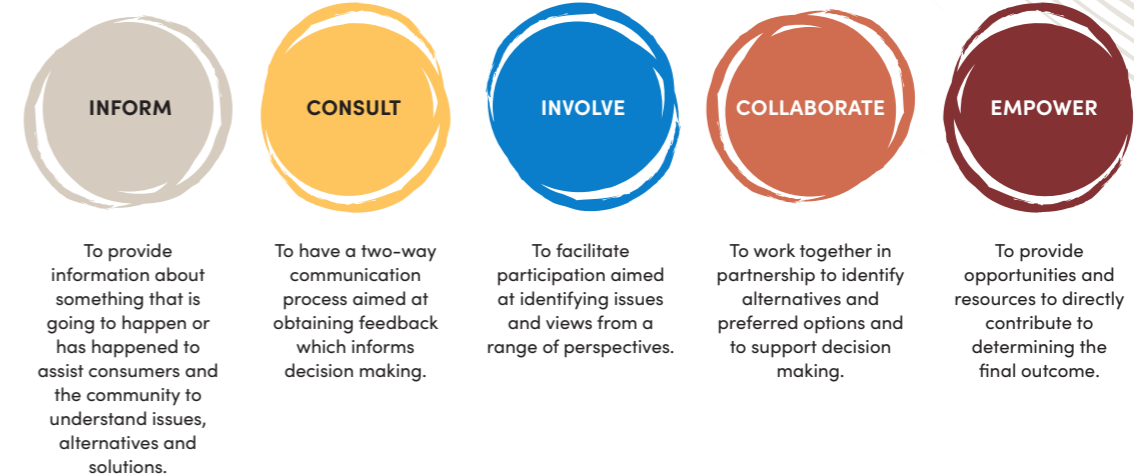 INFORM
CONSULT
INVOLVE
COLLABORATE
EMPOWER
To provide
information about
something that is
going to happen or
has happened to
assist consumers and
the community to
understand issues,
alternatives and
solutions.
To have a two-way
communication
process aimed at
obtaining feedback
which informs
decision making.
To facilitate
participation aimed
at identifying issues
and views from a
range of perspectives.
To work together in
partnership to identify
alternatives and
preferred options and
to support decision
making.
To provide
opportunities and
resources to directly
contribute to
determining the
final outcome.